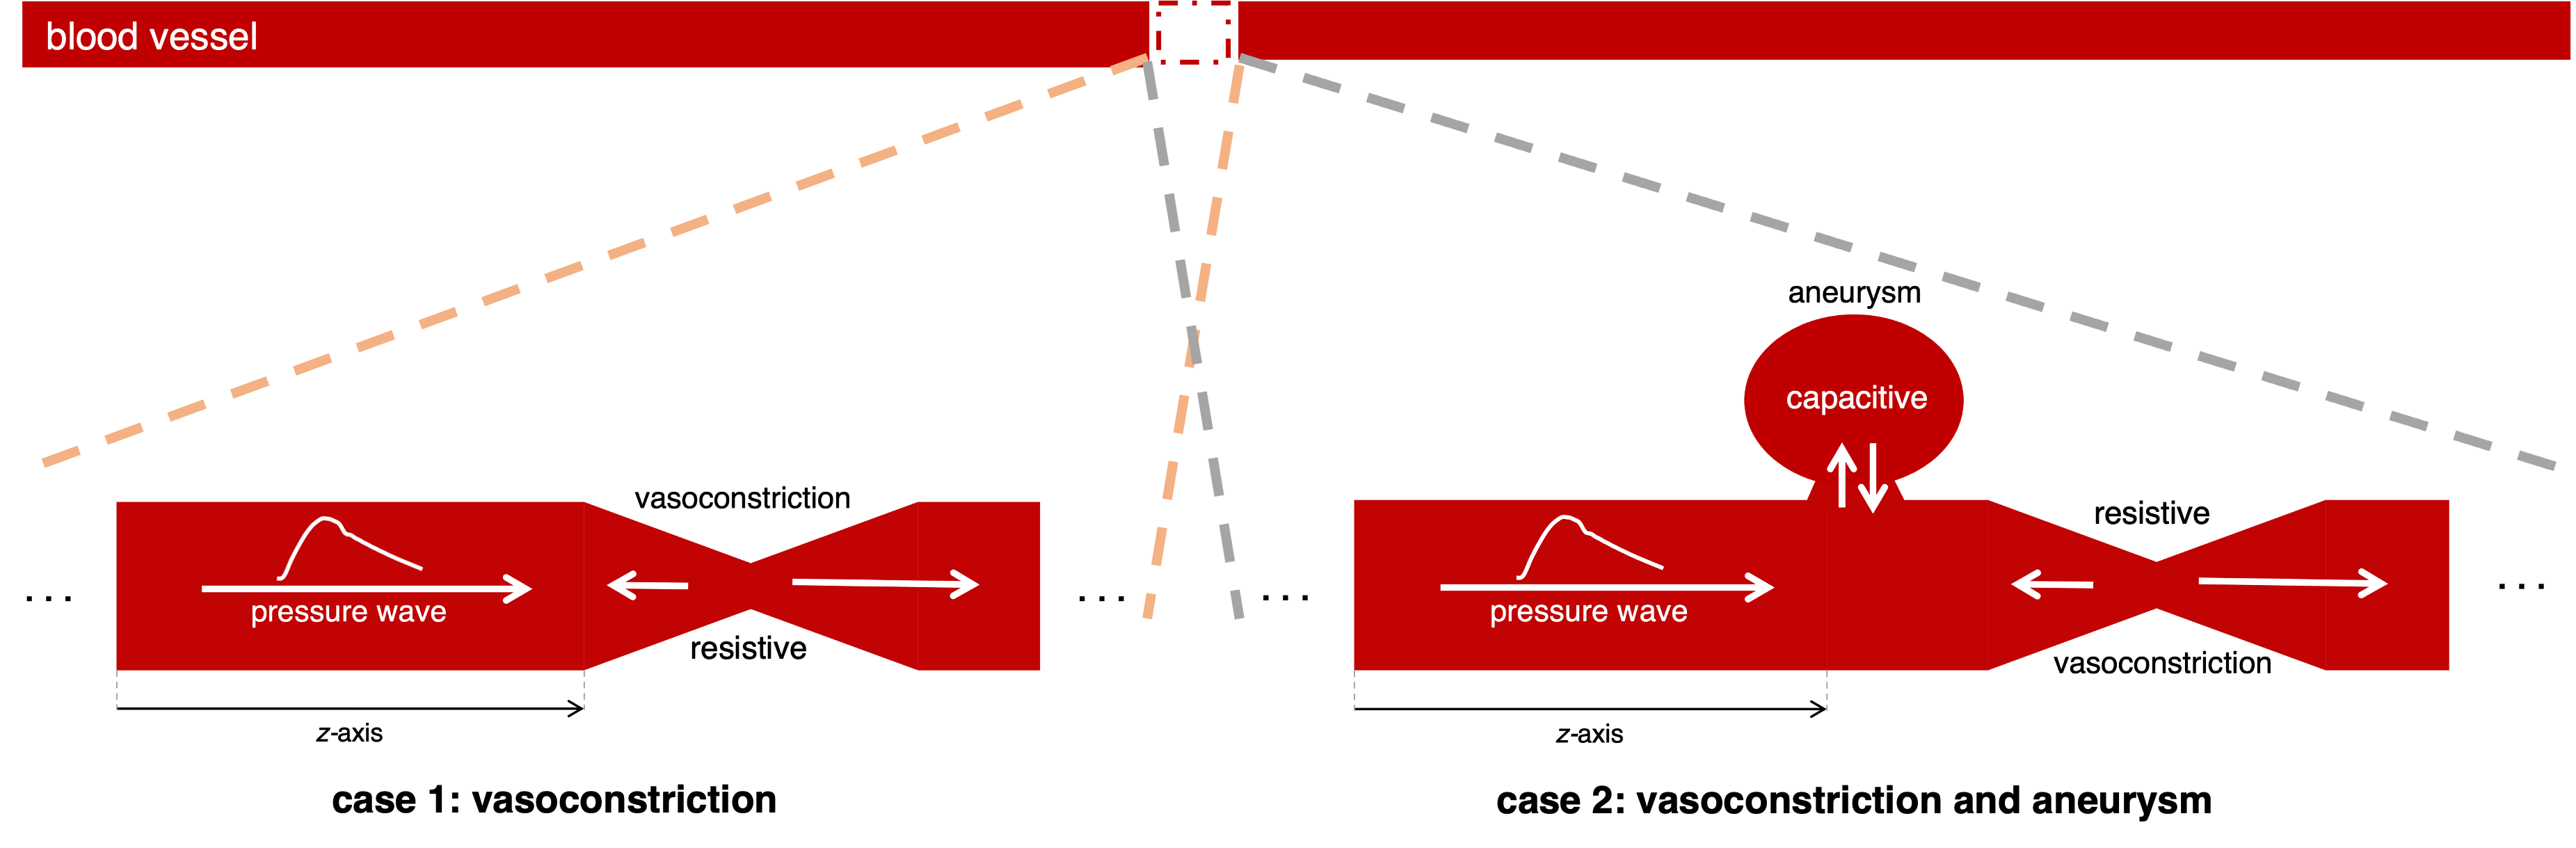 blood vessel
vasoconstriction
pressure wave
resistive
...
...
z-axis
case 1: vasoconstriction
aneurysm
capacitive
resistive
pressure wave
vasoconstriction
...
...
z-axis
case 2: vasoconstriction and aneurysm